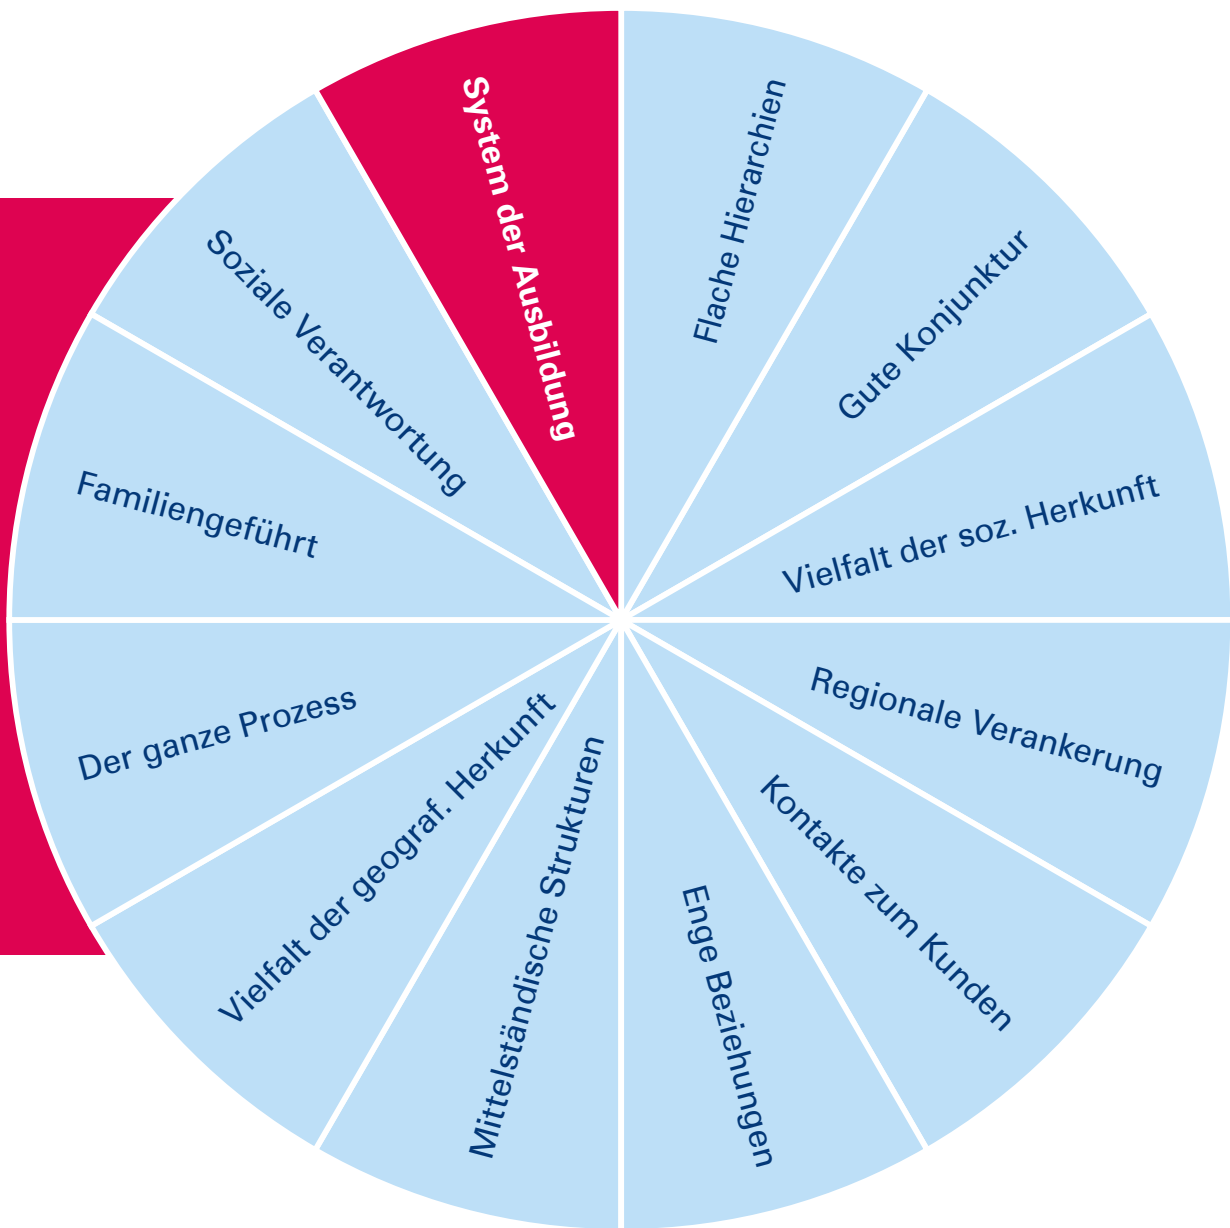 System der Ausbildung
Flache Hierarchien
Gute Konjunktur
Vielfalt der soz. Herkunft
Regionale Verankerung
Kontakte zum Kunden
Enge Beziehungen
Mittelständische Strukturen
Vielfalt der geograf. Herkunft
Der ganze Prozess
Familiengeführt
Soziale Verantwortung